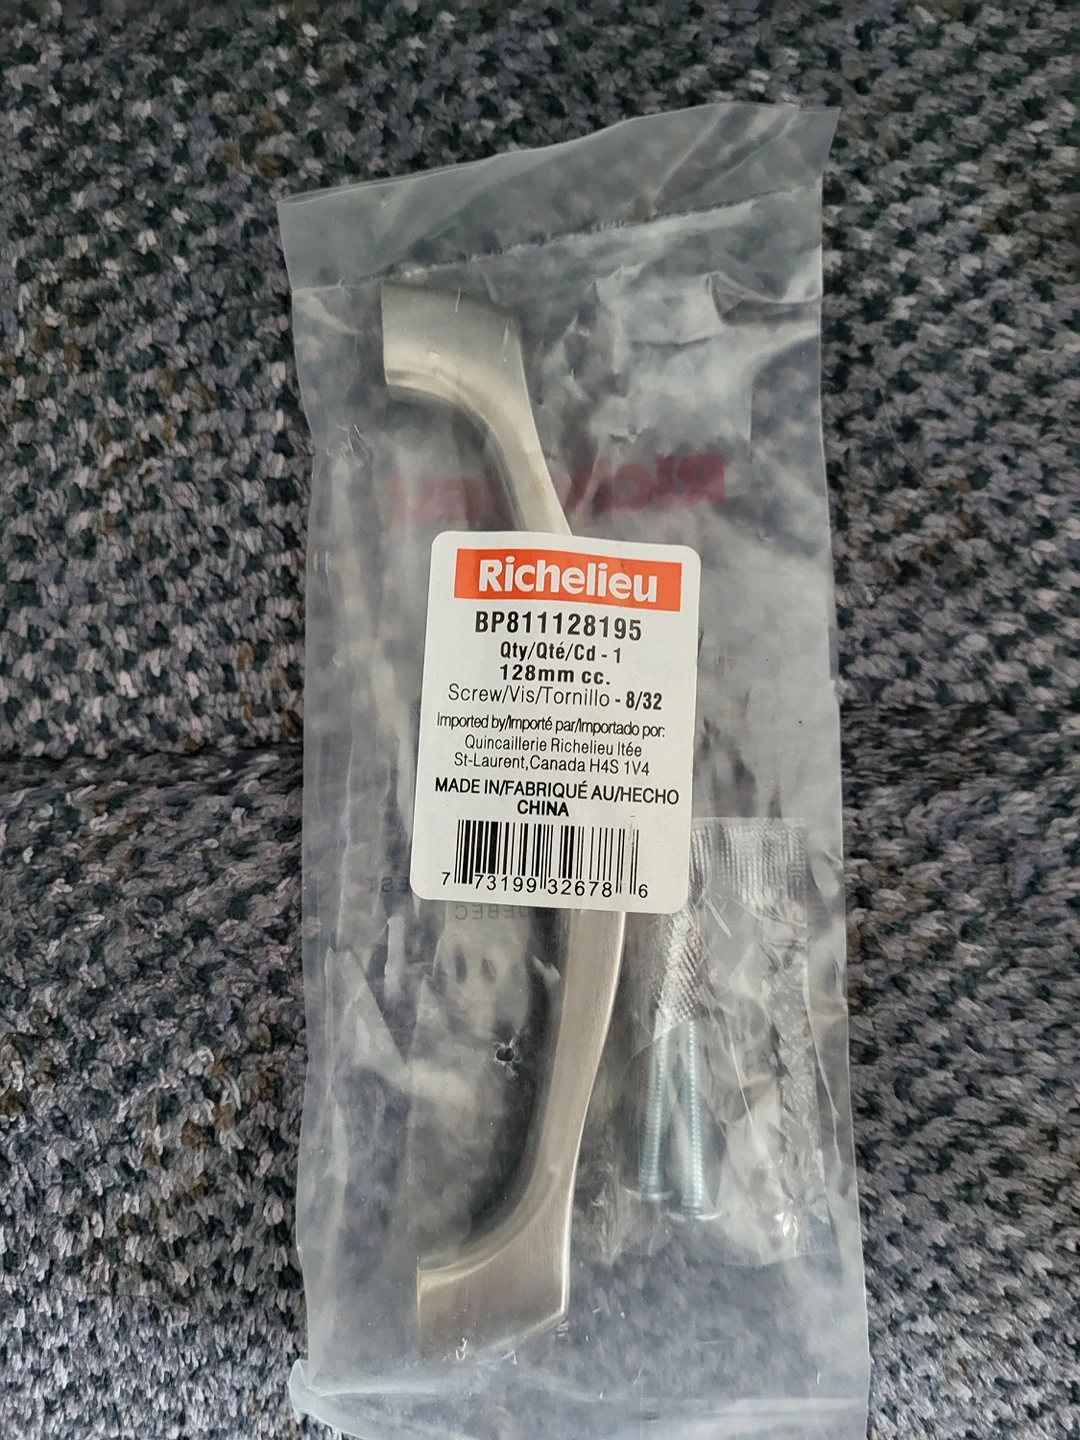 Richelieu
BP811128195
Qty/Qté/Cd - 1
128mm cc.
Screw/Vis/Tornillo - 8/32
Imported by/Importé par/Importado por:
Quincaillerie Richelieu ltée
St-Laurent,Canada H4S 1V4
MADE IN/FABRIQUÉ AU/HECHO
CHINA
7 73199 32678 6